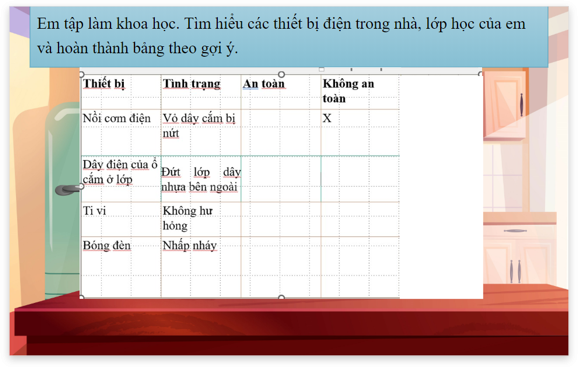 Em tập làm khoa học. Tìm hiểu các thiết bị điện trong nhà, lớp học của em
và hoàn thành bảng theo gợi ý.
Thiết bị Tình trạng An toàn Không an
toàn
Nồi cơm điện Vỏ dây cắm bị X
nứt
Dây điện của ổ Đứt lớp dây
cắm ở lớp nhựa bên ngoài
Ti vi Không hư
hỏng
Bóng đèn Nhấp nháy